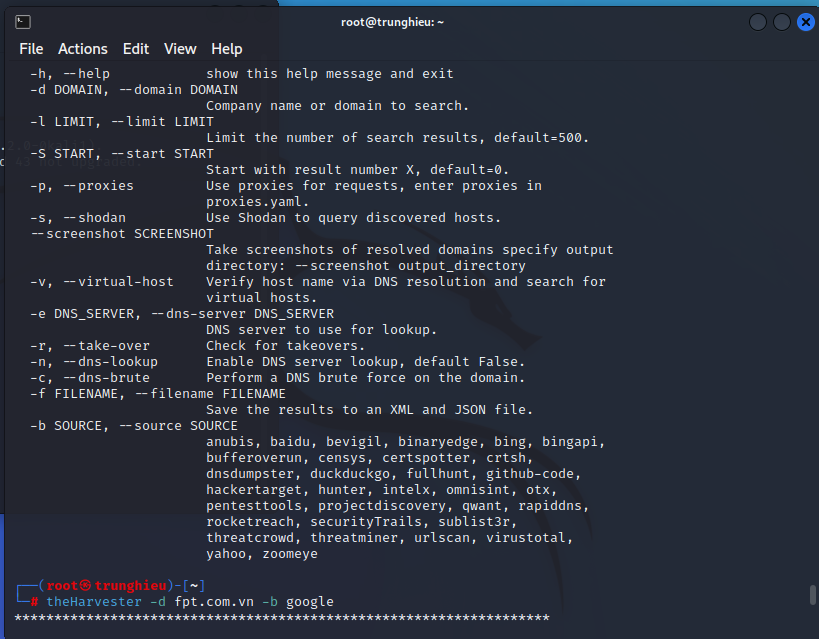 root@trunghieu: ~
File Actions Edit View Help
-h, --help show this help message and exit
-d DOMAIN, --domain DOMAIN
Company name or domain to search.
-l LIMIT, --limit LIMIT
Limit the number of search results, default=500.
-S START, --start START
Start with result number X, default=0.
-p, --proxies Use proxies for requests, enter proxies in
proxies.yaml.
-s, --shodan Use Shodan to query discovered hosts.
--screenshot SCREENSHOT
Take screenshots of resolved domains specify output
directory: --screenshot output_directory
-v, --virtual-host Verify host name via DNS resolution and search for
virtual hosts.
-e DNS_SERVER, --dns-server DNS_SERVER
DNS server to use for lookup.
-r, --take-over Check for takeovers.
-n, --dns-lookup Enable DNS server lookup, default False.
-c, --dns-brute Perform a DNS brute force on the domain.
-f FILENAME, --filename FILENAME
Save the results to an XML and JSON file.
-b SOURCE, --source SOURCE
anubis, baidu, bevigil, binaryedge, bing, bingapi,
bufferoverun, censys, certspotter, crtsh,
dnsdumpster, duckduckgo, fullhunt, github-code,
hackertarget, hunter, intelx, omnisint, otx,
pentesttools, projectdiscovery, qwant, rapiddns,
rocketreach, securityTrails, sublist3r,
threatcrowd, threatminer, urlscan, virustotal,
yahoo, zoomeye
┌──(root㉿trunghieu)-[~]
└─# theHarvester -d fpt.com.vn -b google
*******************************************************************